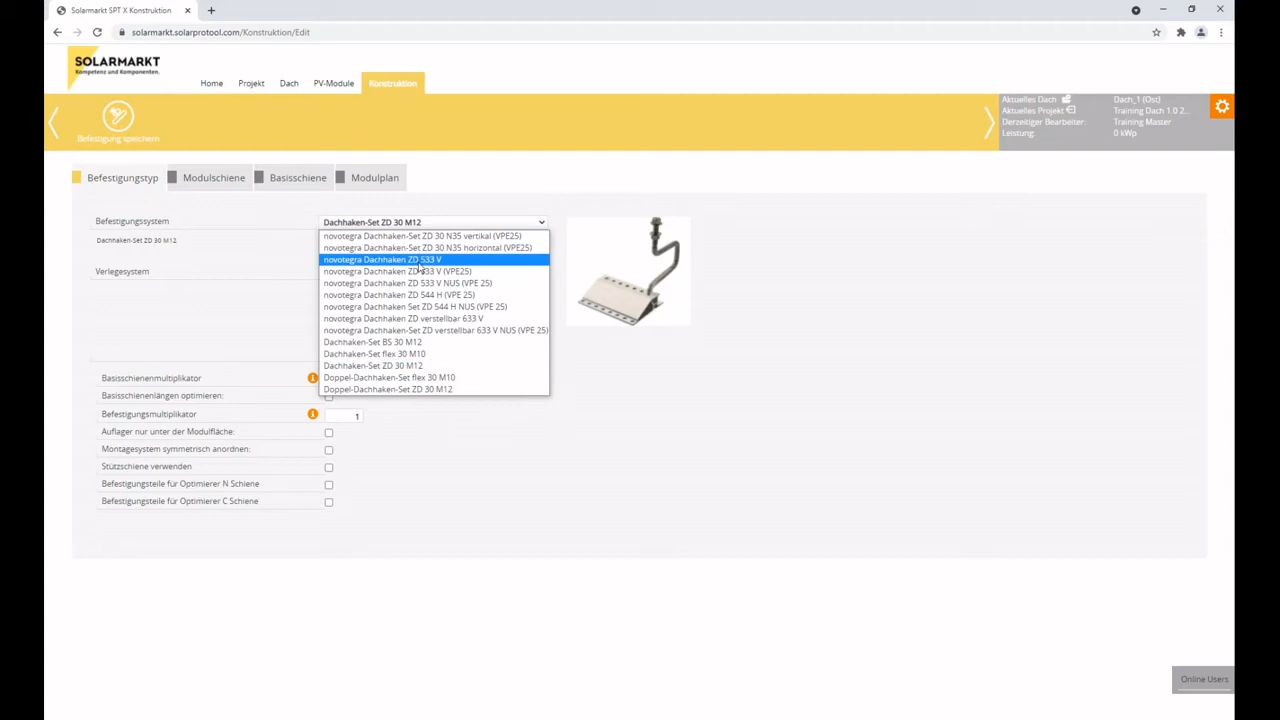 Solarmarkt SPT X Konstruktion
solarmarkt.solarprotool.com/Konstruktion/Edit
SOLARMARKT
Kompetenz und Komponenten.
Home Projekt Dach PV-Module Konstruktion
Befestigung speichern
Aktuelles Dach Dach_1 (Ost)
Aktuelles Projekt Training Dach 1 0 2...
Derzeitiger Bearbeiter: Training Master
Leistung: 0 kWp
Befestigungstyp Modulschiene Basisschiene Modulplan
Befestigungssystem Dachhaken-Set ZD 30 M12
Dachhaken-Set ZD 30 M12
Verlegesystem
novotegra Dachhaken-Set ZD 30 N35 vertikal (VPE25)
novotegra Dachhaken-Set ZD 30 N35 horizontal (VPE25)
novotegra Dachhaken ZD 533 V
novotegra Dachhaken ZD 533 V (VPE25)
novotegra Dachhaken ZD 533 V NUS (VPE 25)
novotegra Dachhaken ZD 544 H (VPE 25)
novotegra Dachhaken Set ZD 544 H NUS (VPE 25)
novotegra Dachhaken ZD verstellbar 633 V
novotegra Dachhaken-Set ZD verstellbar 633 V NUS (VPE 25)
Dachhaken-Set BS 30 M12
Dachhaken-Set flex 30 M10
Dachhaken-Set ZD 30 M12
Doppel-Dachhaken-Set flex 30 M10
Doppel-Dachhaken-Set ZD 30 M12
Basisschienenmultiplikator
Basisschienenlängen optimieren:
Befestigungsmultiplikator 1
Auflager nur unter der Modulfläche:
Montagesystem symmetrisch anordnen:
Stützschiene verwenden
Befestigungsteile für Optimierer N Schiene
Befestigungsteile für Optimierer C Schiene
Online Users